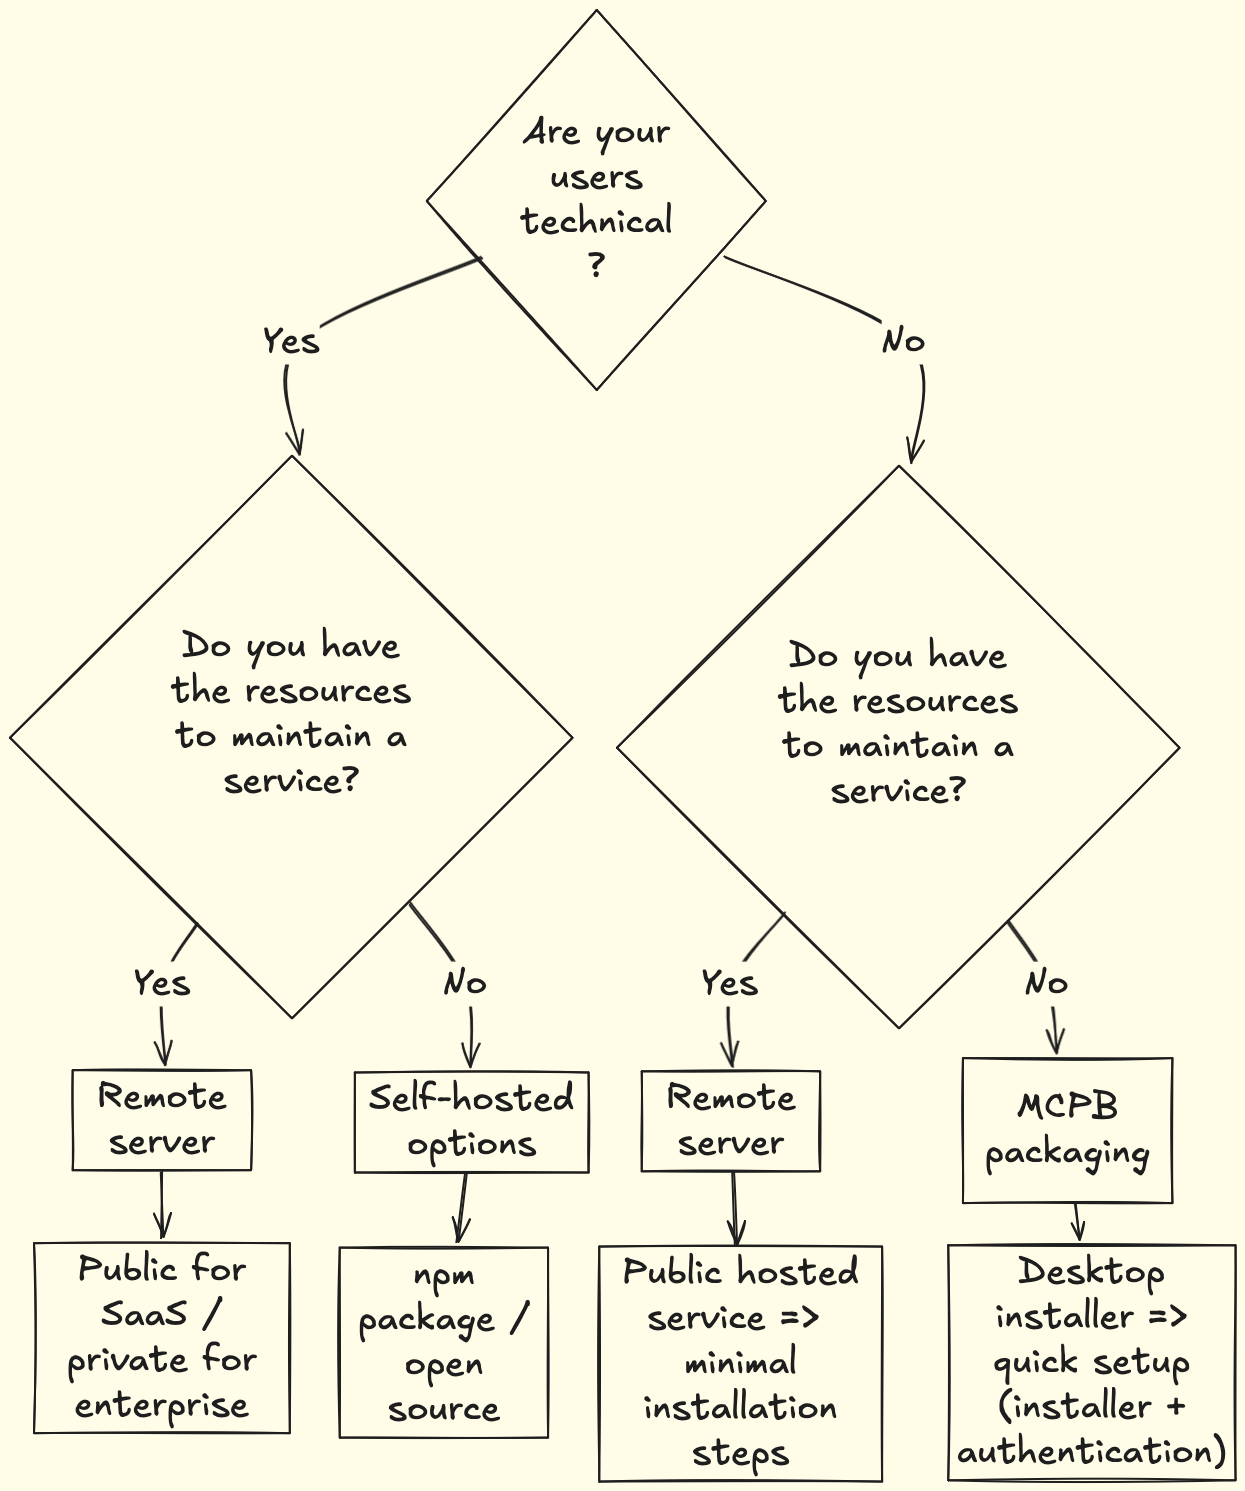 Are your
users
technical
?
Yes
No
Do you have
the resources
to maintain a
service?
Do you have
the resources
to maintain a
service?
Yes
No
Yes
No
Remote
server
Self-hosted
options
Remote
server
MCPB
packaging
Public for
SaaS /
private for
enterprise
npm
package /
open
source
Public hosted
service =>
minimal
installation
steps
Desktop
installer =>
quick setup
(installer +
authentication)